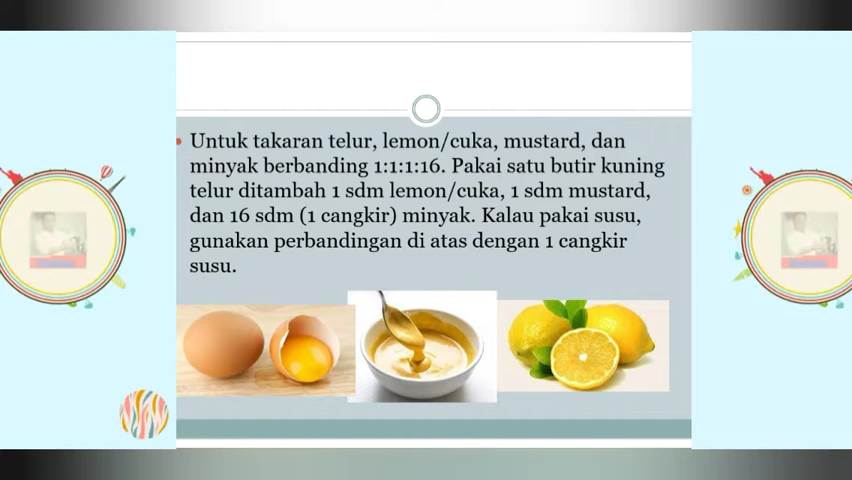 Untuk takaran telur, lemon/cuka, mustard, dan
minyak berbanding 1:1:1:16. Pakai satu butir kuning
telur ditambah 1 sdm lemon/cuka, 1 sdm mustard,
dan 16 sdm (1 cangkir) minyak. Kalau pakai susu,
gunakan perbandingan di atas dengan 1 cangkir
susu.